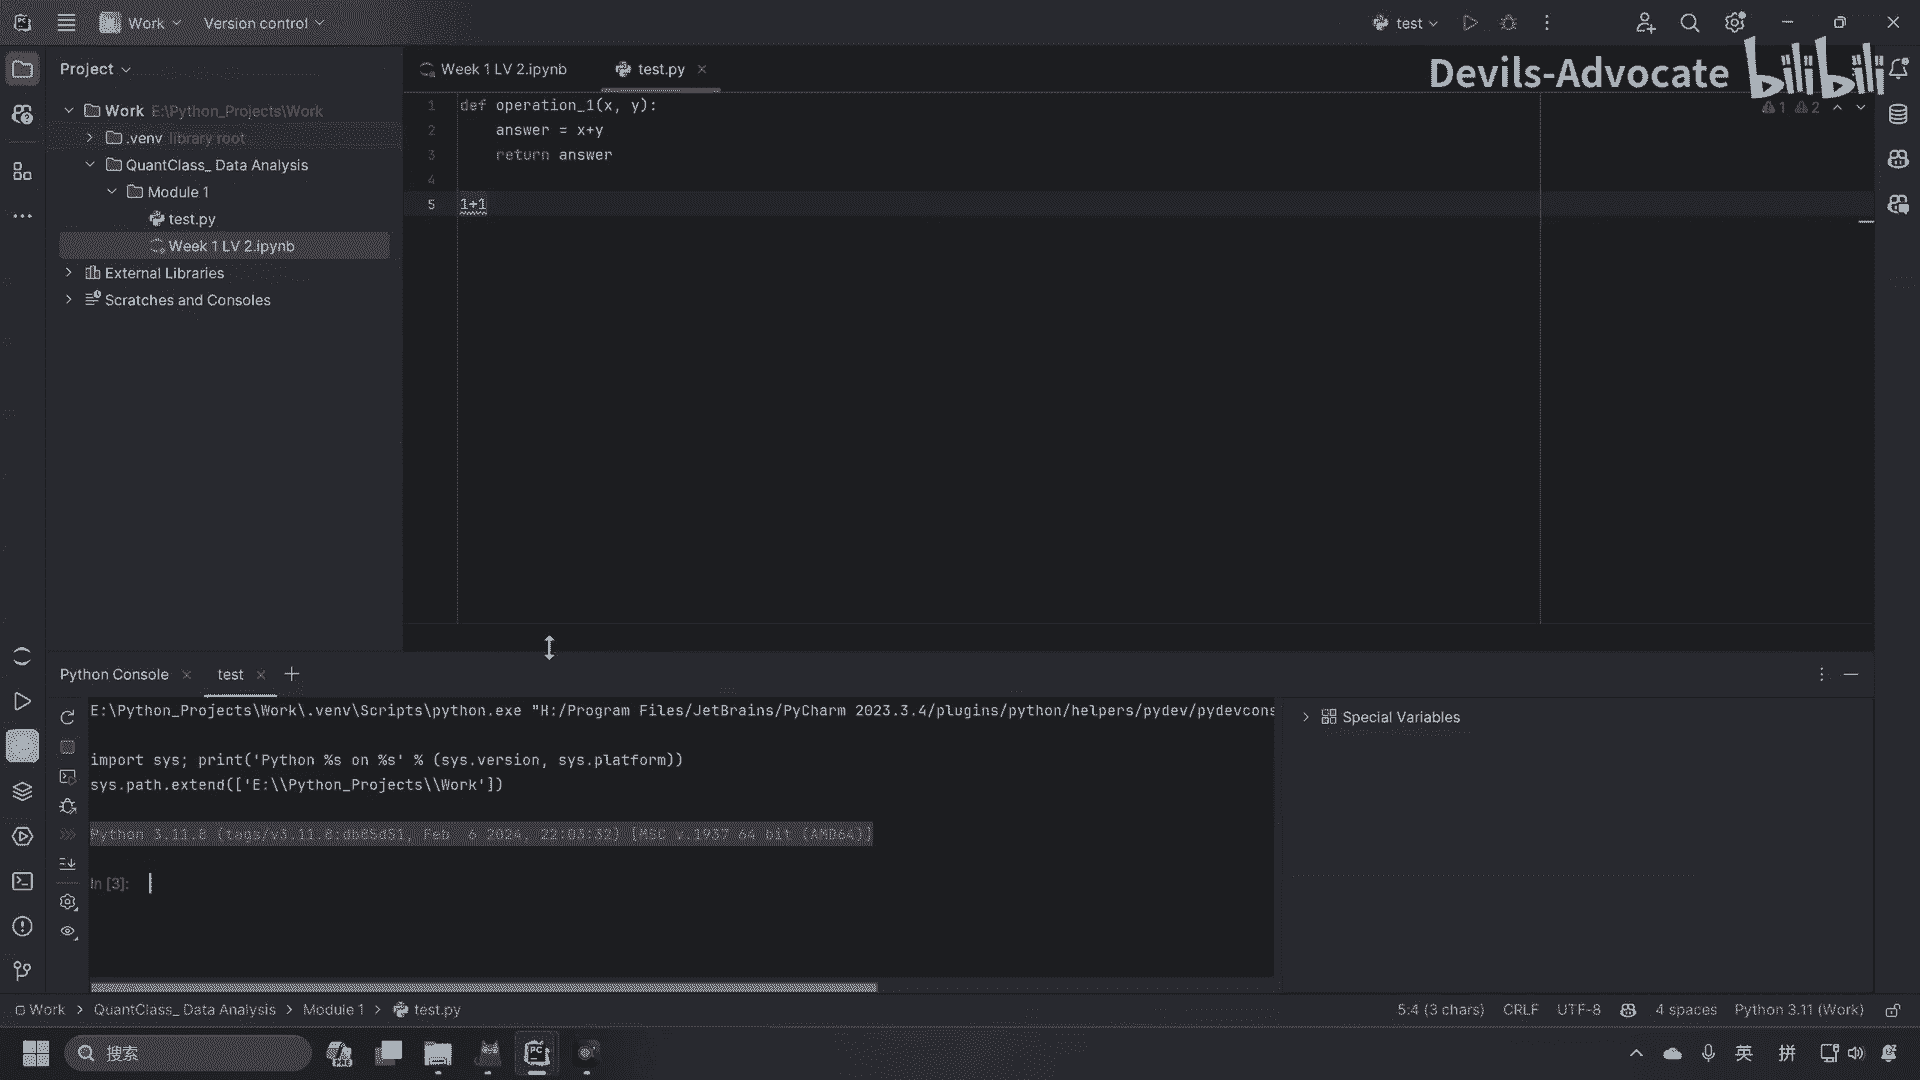 Work
Version control
test
Devils-Advocate bilibili
Project
Week 1 LV 2.ipynb
test.py
Work E:\Python_Projects\Work
.venv library root
QuantClass_ Data Analysis
Module 1
test.py
Week 1 LV 2.ipynb
External Libraries
Scratches and Consoles
1 def operation_1(x, y):
2 answer = x+y
3 return answer
4
5 1+1
1 2
Python Console
test
E:\Python_Projects\Work\.venv\Scripts\python.exe "H:/Program Files/JetBrains/PyCharm 2023.3.4/plugins/python/helpers/pydev/pydevcons
import sys; print('Python %s on %s' % (sys.version, sys.platform))
sys.path.extend(['E:\\Python_Projects\\Work'])
Python 3.11.8 (tags/v3.11.8:db85d51, Feb 6 2024, 22:03:32) [MSC v.1937 64 bit (AMD64)]
In [3]:
Special Variables
Work > QuantClass_ Data Analysis > Module 1 > test.py
5:4 (3 chars) CRLF UTF-8 4 spaces Python 3.11 (Work)
搜索
英 拼